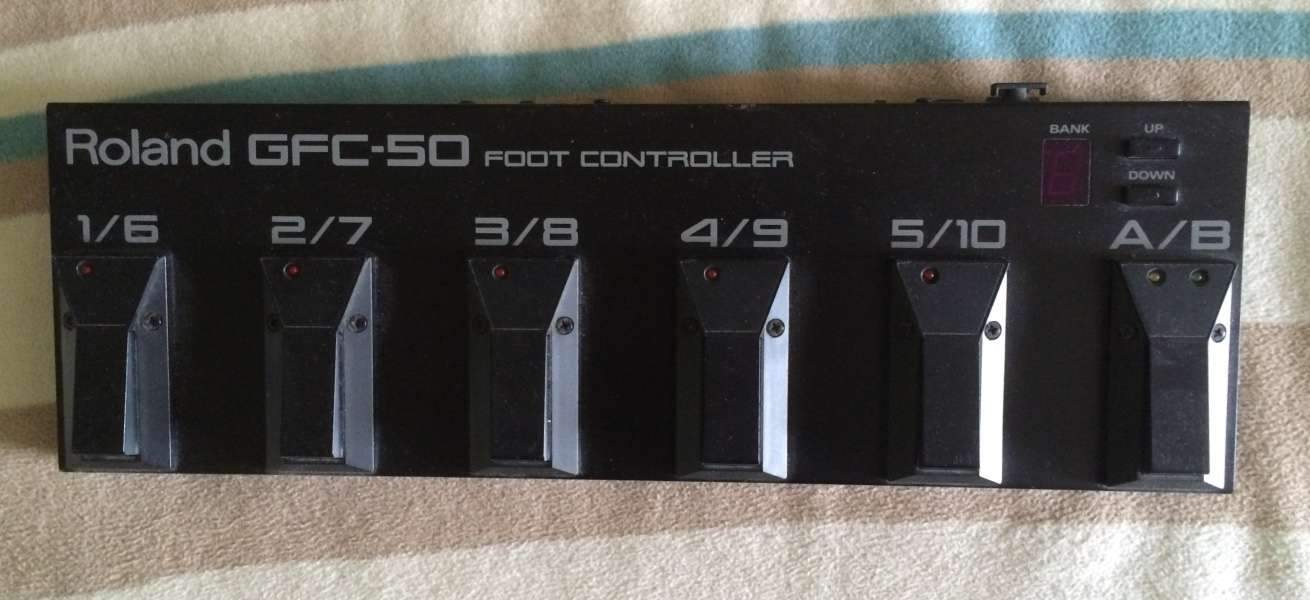 Roland GFC-50 FOOT CONTROLLER
BANK
UP
DOWN
1/6 2/7 3/8 4/9 5/10 A/B